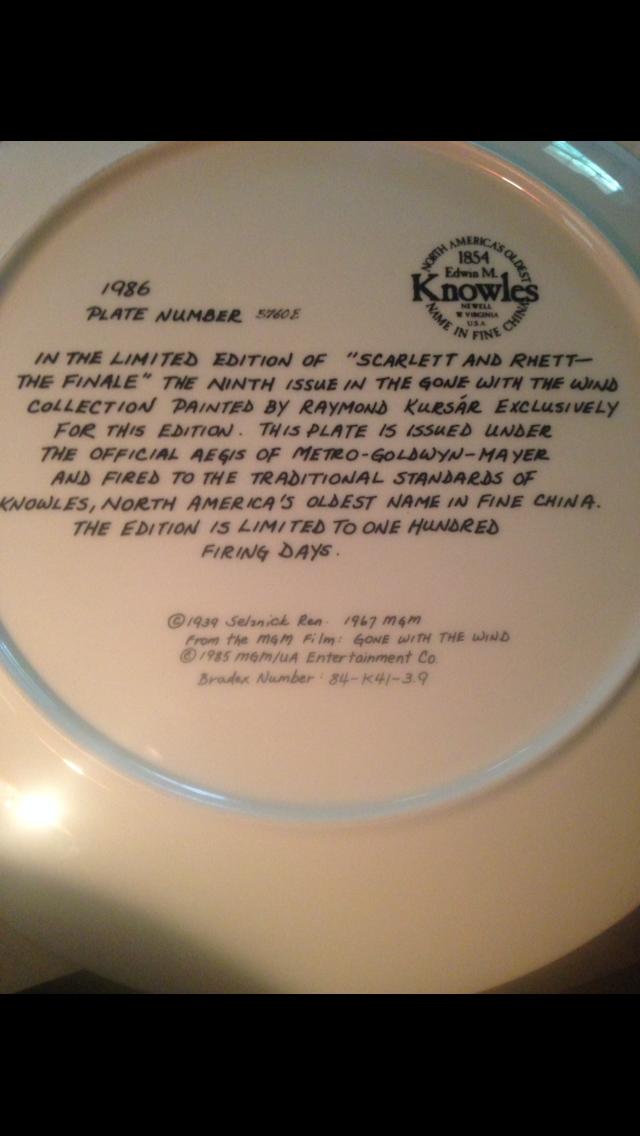 NORTH AMERICA'S OLDEST
1854
Edwin M.
Knowles
NEWELL
W VIRGINIA
U.S.A
NAME IN FINE CHINA
1986
PLATE NUMBER 5760E
IN THE LIMITED EDITION OF "SCARLETT AND RHETT—
THE FINALE" THE NINTH ISSUE IN THE GONE WITH THE WIND
COLLECTION PAINTED BY RAYMOND KURSÁR EXCLUSIVELY
FOR THIS EDITION. THIS PLATE IS ISSUED UNDER
THE OFFICIAL AEGIS OF METRO-GOLDWYN-MAYER
AND FIRED TO THE TRADITIONAL STANDARDS OF
KNOWLES, NORTH AMERICA'S OLDEST NAME IN FINE CHINA.
THE EDITION IS LIMITED TO ONE HUNDRED
FIRING DAYS.
©1939 Selznick Ren. 1967 MGM
From the MGM Film: GONE WITH THE WIND
©1985 MGM/UA Entertainment Co.
Bradex Number: 84-K41-3.9